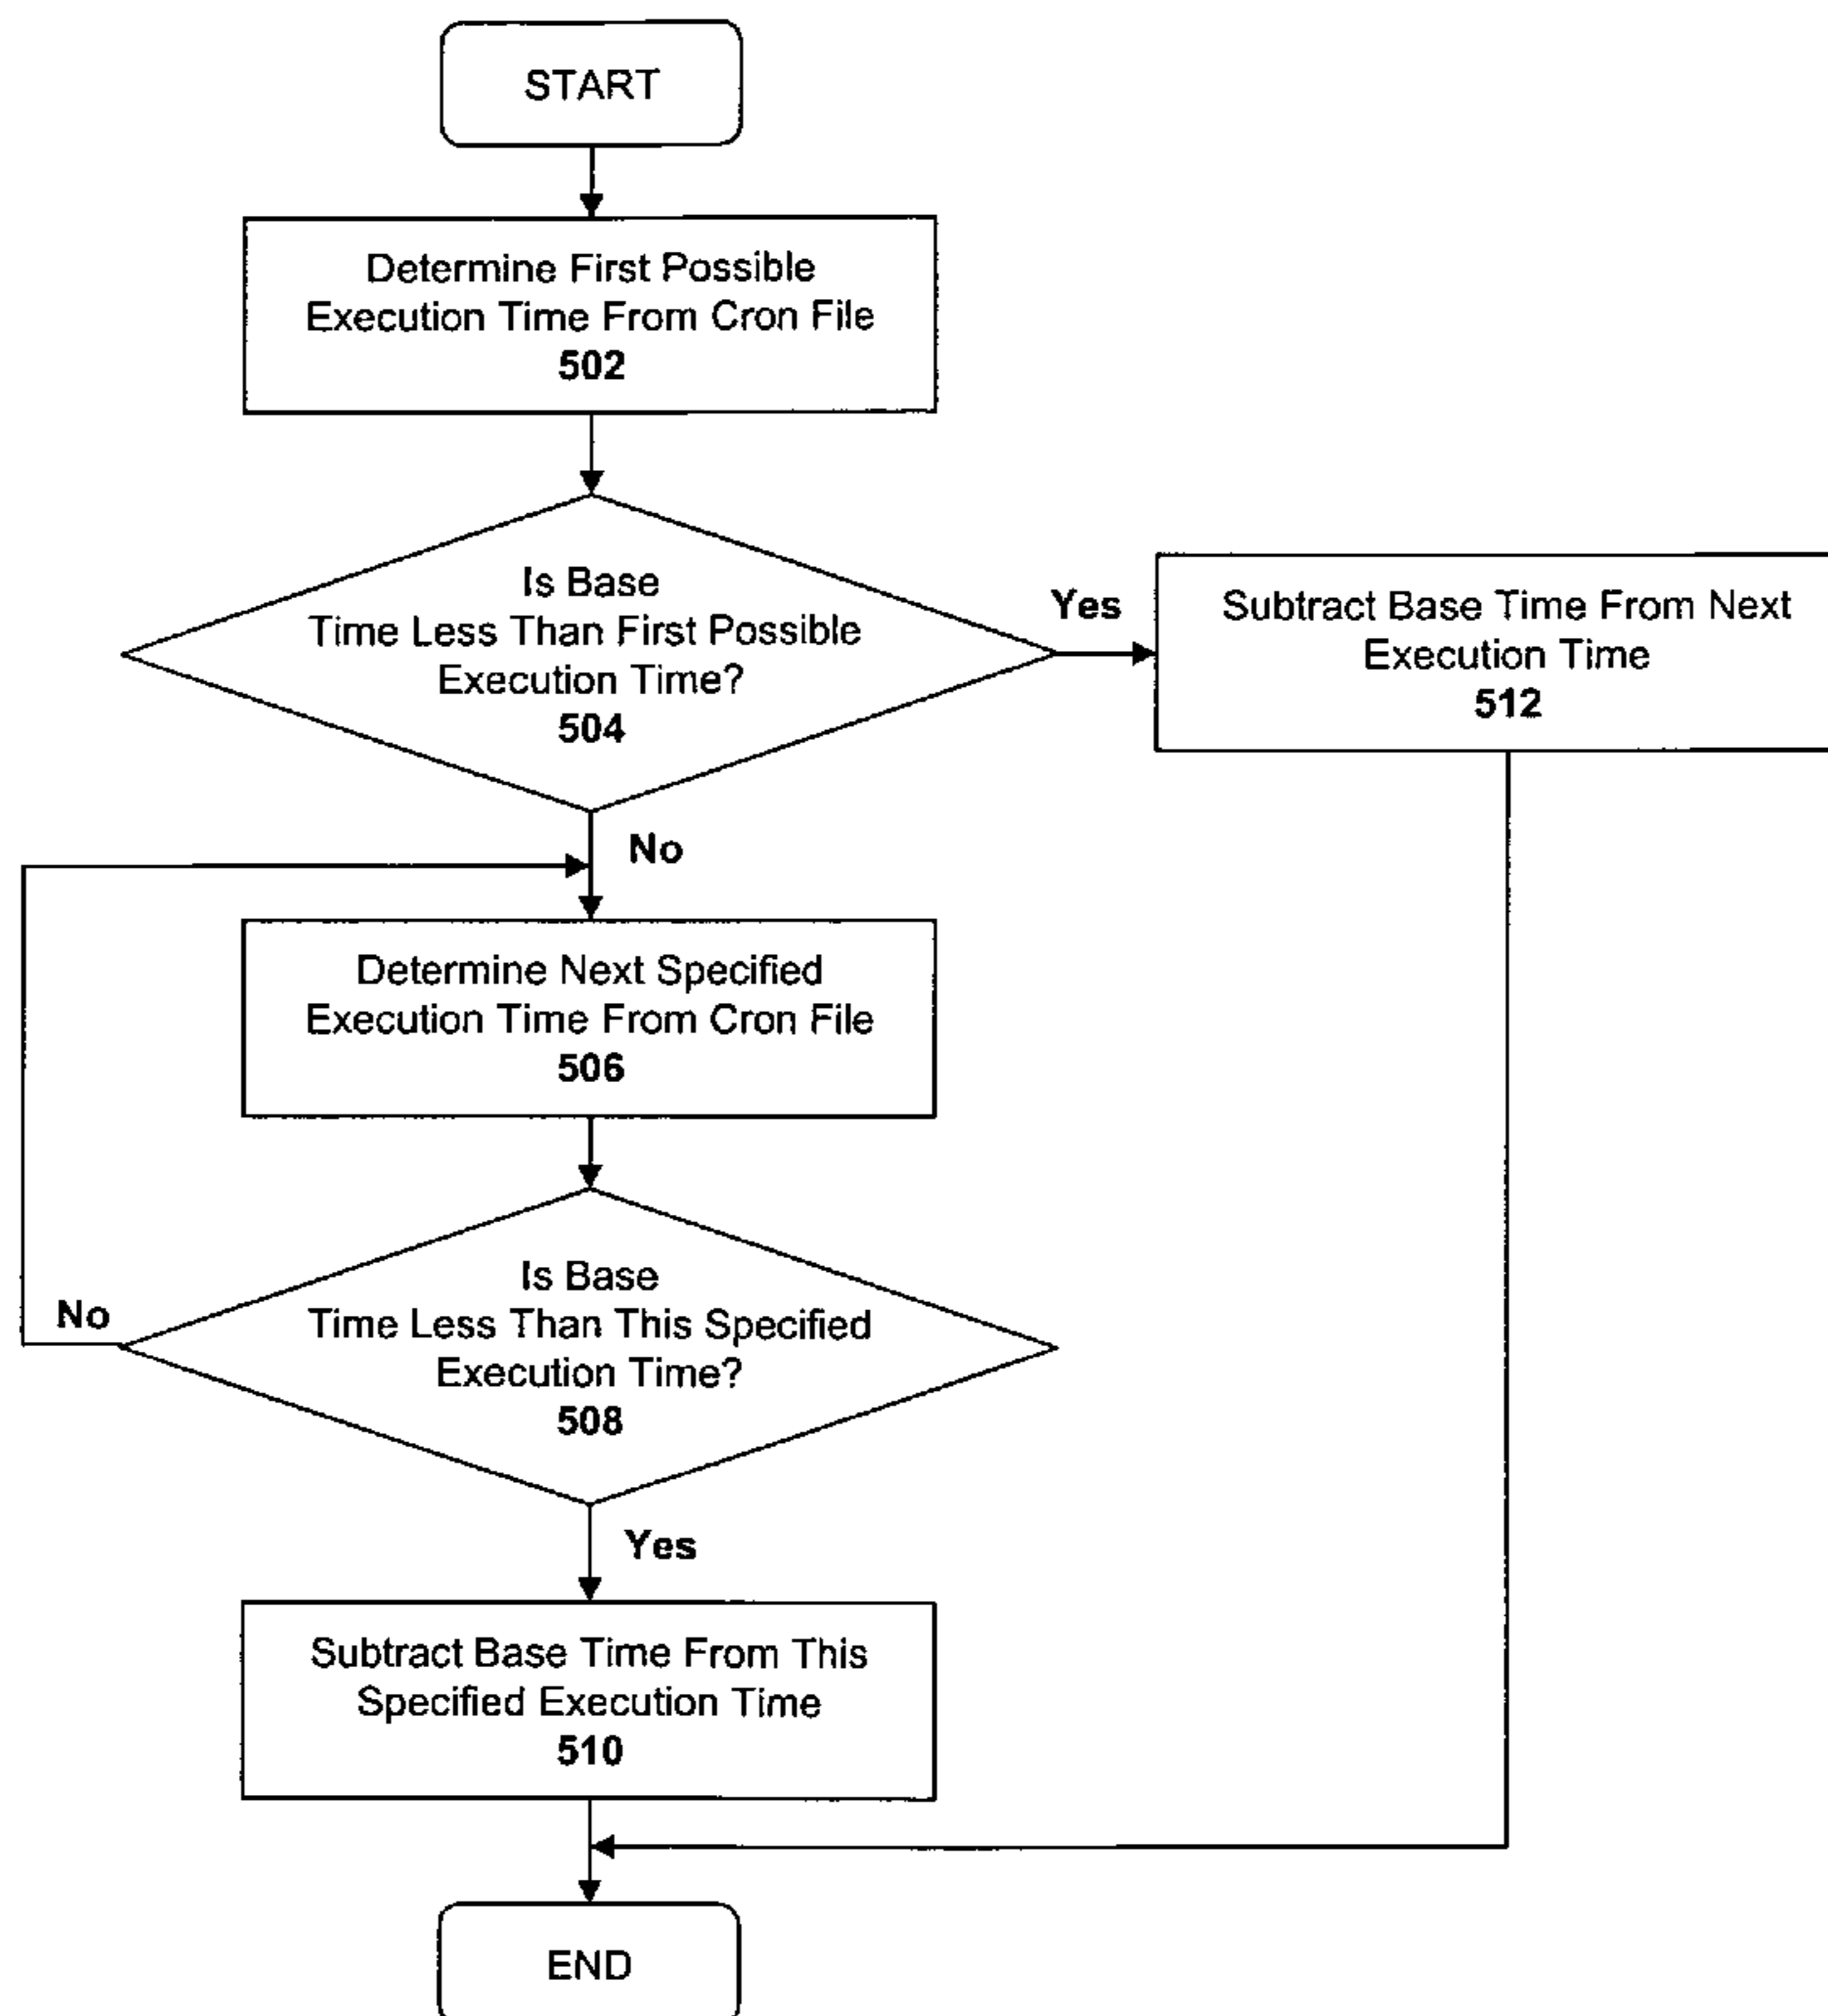 START
Determine First Possible
Execution Time From Cron File
502
Is Base
Time Less Than First Possible
Execution Time?
504
Yes
Subtract Base Time From Next
Execution Time
512
No
Determine Next Specified
Execution Time From Cron File
506
Is Base
Time Less Than This Specified
Execution Time?
508
No
Yes
Subtract Base Time From This
Specified Execution Time
510
END